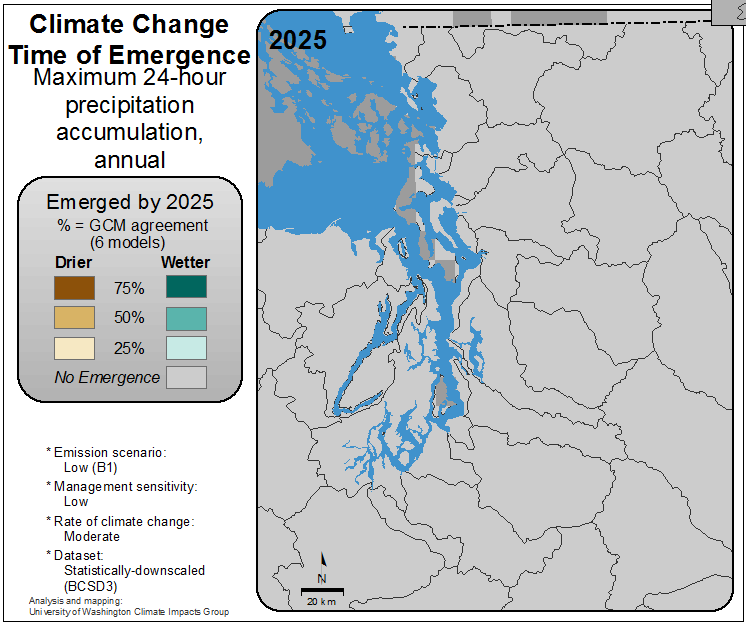 Climate Change
Time of Emergence
Maximum 24-hour
precipitation
accumulation,
annual
Emerged by 2025
% = GCM agreement
(6 models)
Drier Wetter
75%
50%
25%
No Emergence
* Emission scenario:
Low (B1)
* Management sensitivity:
Low
* Rate of climate change:
Moderate
* Dataset:
Statistically-downscaled
(BCSD3)
Analysis and mapping:
University of Washington Climate Impacts Group
2025
N
20 km